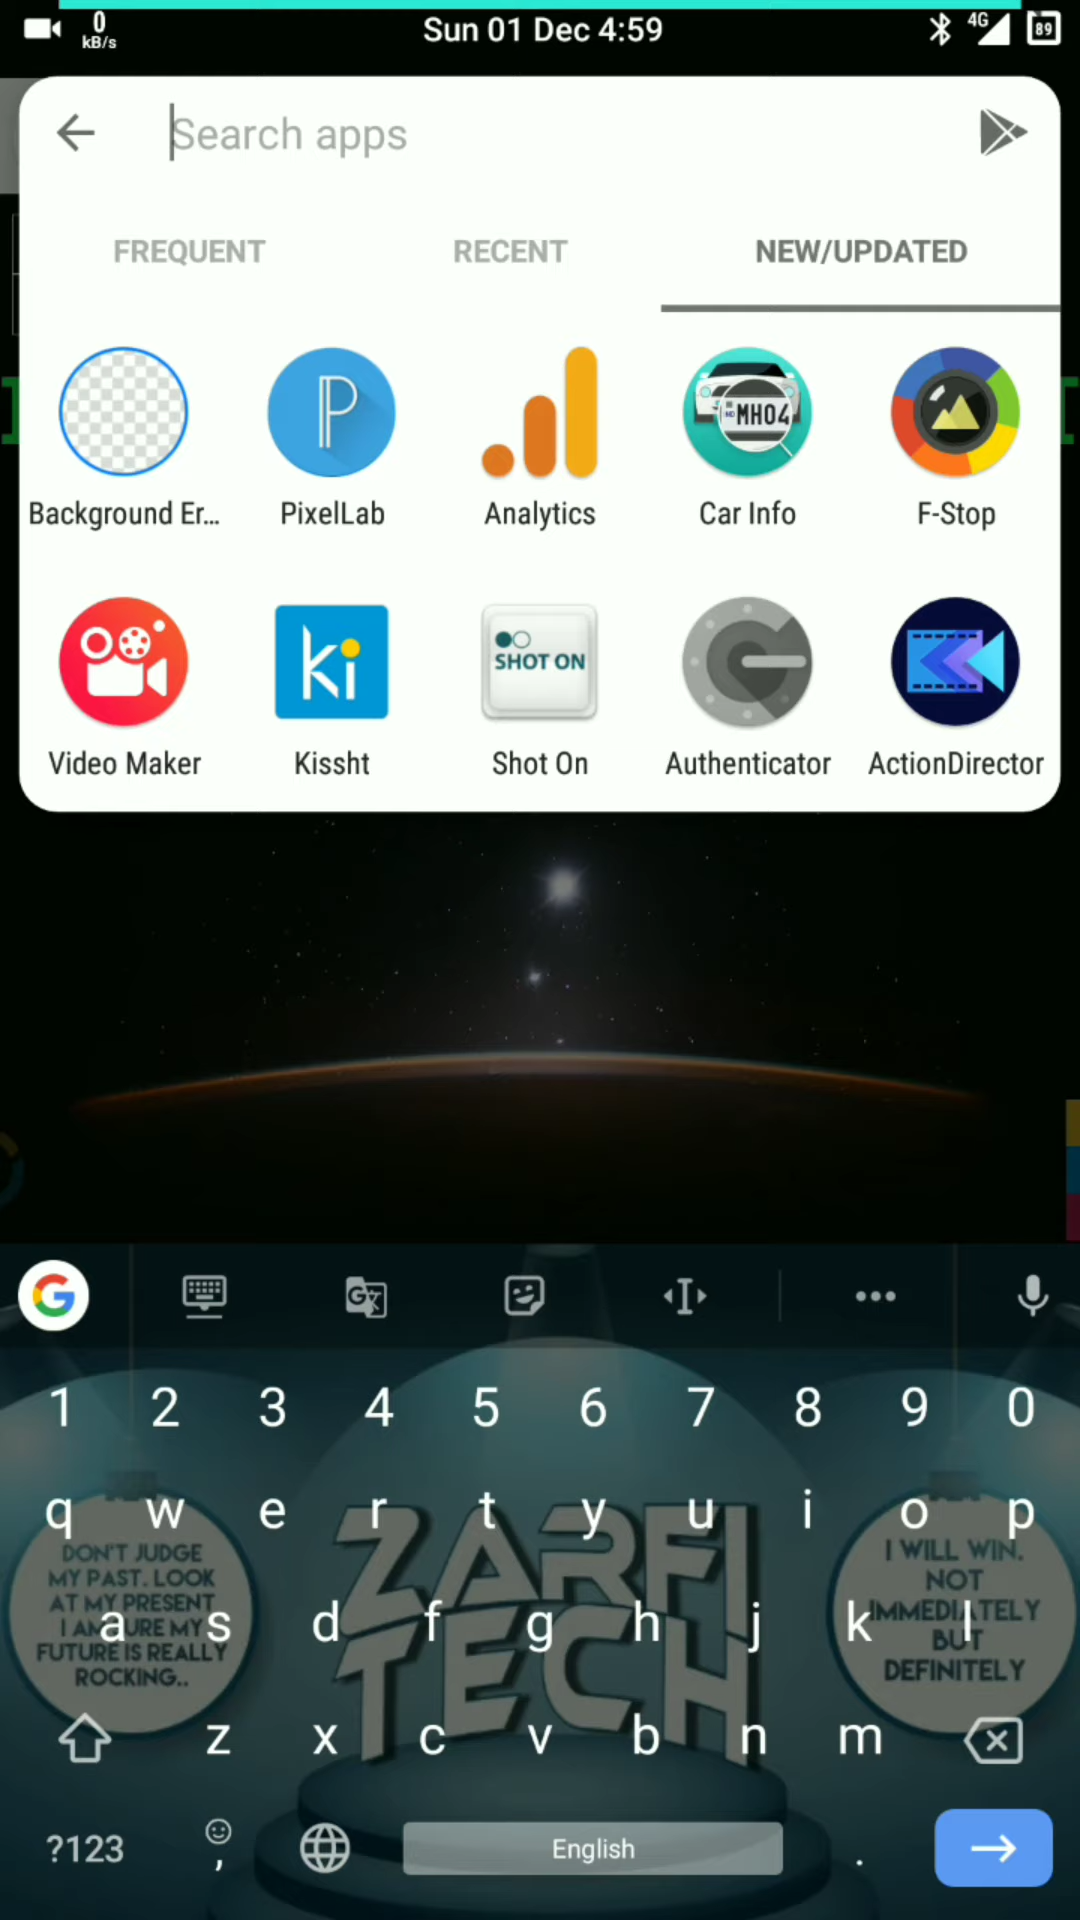 0
kB/s
Sun 01 Dec 4:59
4G
89
Search apps
FREQUENT
RECENT
NEW/UPDATED
MH04
Background Er...
PixelLab
Analytics
Car Info
F-Stop
ki
SHOT ON
Video Maker
Kissht
Shot On
Authenticator
ActionDirector
1 2 3 4 5 6 7 8 9 0
q w e r t y u i o p
a s d f g h j k l
z x c v b n m
?123
,
English
.
DON'T JUDGE
MY PAST. LOOK
AT MY PRESENT
I AM SURE MY
FUTURE IS REALLY
ROCKING..
ZARFI
TECH
I WILL WIN.
NOT
IMMEDIATELY
BUT
DEFINITELY